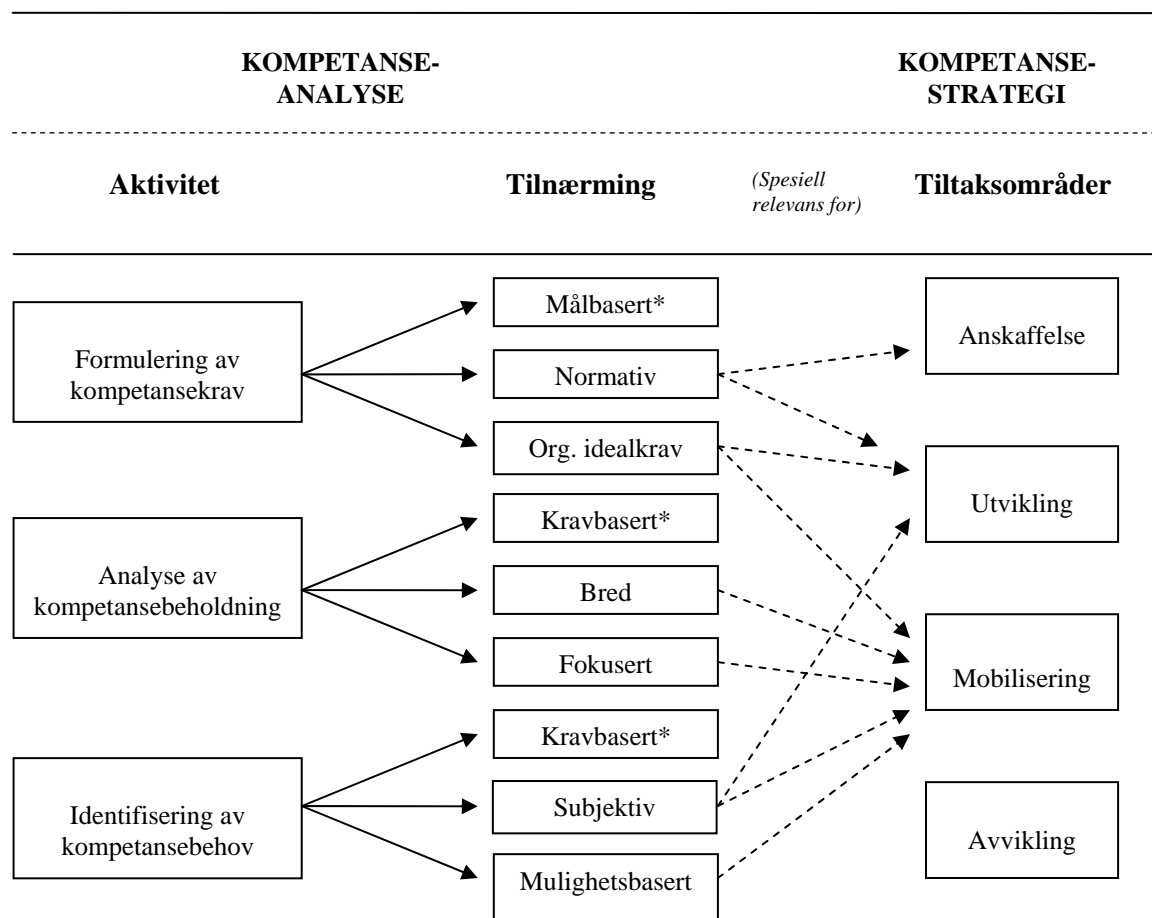 KOMPETANSE-
ANALYSE
KOMPETANSE-
STRATEGI
Aktivitet
Tilnærming
(Spesiell
relevans for)
Tiltaksområder
Formulering av
kompetansekrav
Målbasert*
Normativ
Org. idealkrav
Analyse av
kompetansebeholdning
Kravbasert*
Bred
Fokusert
Identifisering av
kompetansebehov
Kravbasert*
Subjektiv
Mulighetsbasert
Anskaffelse
Utvikling
Mobilisering
Avvikling